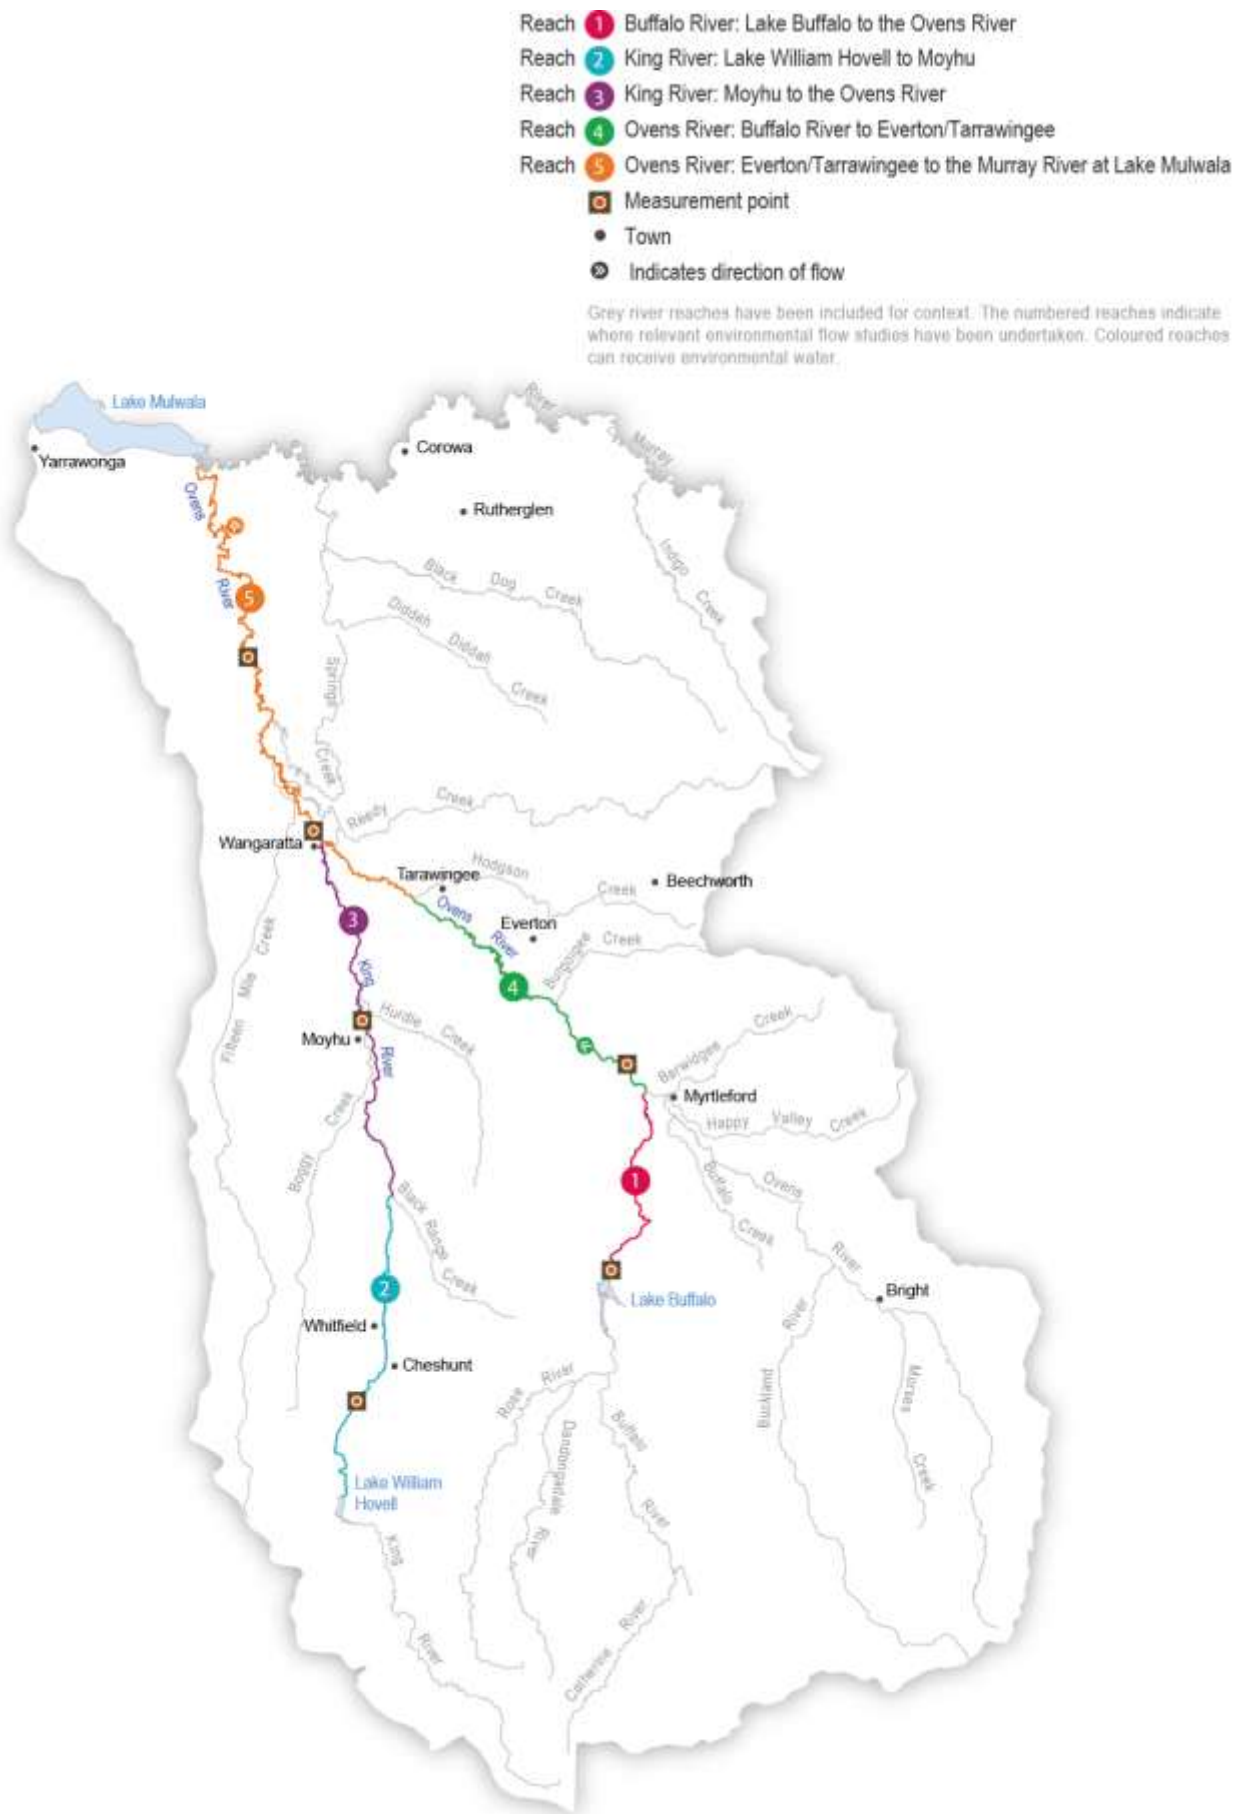 Reach 1 Buffalo River: Lake Buffalo to the Ovens River
Reach 2 King River: Lake William Hovell to Moyhu
Reach 3 King River: Moyhu to the Ovens River
Reach 4 Ovens River: Buffalo River to Everton/Tarrawingee
Reach 5 Ovens River: Everton/Tarrawingee to the Murray River at Lake Mulwala
Measurement point
Town
Indicates direction of flow
Grey river reaches have been included for context. The numbered reaches indicate
where relevant environmental flow studies have been undertaken. Coloured reaches
can receive environmental water.
Lake Mulwala
River
Murray
Corowa
Yarrawonga
Ovens
Rutherglen
River
5
Black Dog Creek
Indigo Creek
Diddah Diddah Creek
Springs Creek
Reedy Creek
Wangaratta
Tarawingee
Hodgson Creek
Beechworth
Ovens River
Everton
Creek
3
Fifteen Mile Creek
King
4
Moyhu
Hurdle Creek
River
Barwidgee Creek
Myrtleford
Happy Valley Creek
Boggy Creek
1
Buffalo Creek
Ovens River
Black Range Creek
2
Lake Buffalo
Bright
Whitfield
Cheshunt
Rose River
Buckland River
Morses Creek
Dandongadale River
Buffalo River
Lake William
Hovell
King River
Catherine River